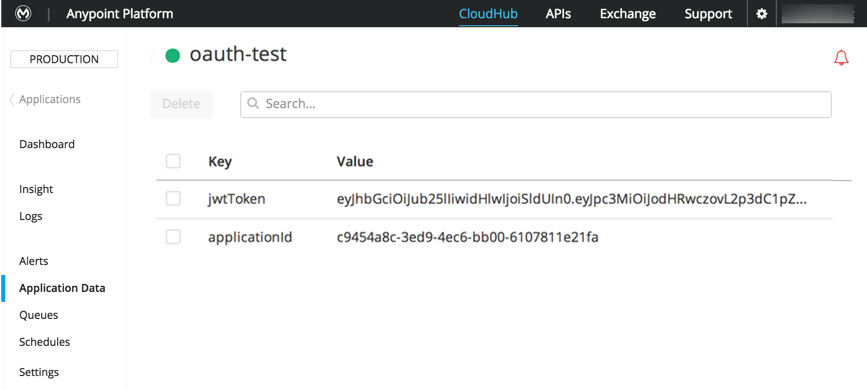 Anypoint Platform
CloudHub
APIs
Exchange
Support
PRODUCTION
Applications
Dashboard
Insight
Logs
Alerts
Application Data
Queues
Schedules
Settings
oauth-test
Delete
Search...
Key Value
jwtToken eyJhbGciOiJub25lIiwidHlwIjoiSldUIn0.eyJpc3MiOiJodHRwczovL2p3dC1pZ...
applicationId c9454a8c-3ed9-4ec6-bb00-6107811e21fa